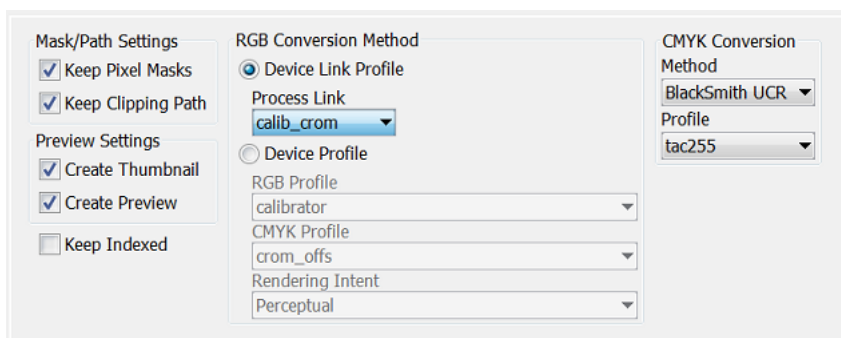 Mask/Path Settings
Keep Pixel Masks
Keep Clipping Path
Preview Settings
Create Thumbnail
Create Preview
Keep Indexed
RGB Conversion Method
Device Link Profile
Process Link
calib_crom
Device Profile
RGB Profile
calibrator
CMYK Profile
crom_offs
Rendering Intent
Perceptual
CMYK Conversion
Method
BlackSmith UCR
Profile
tac255